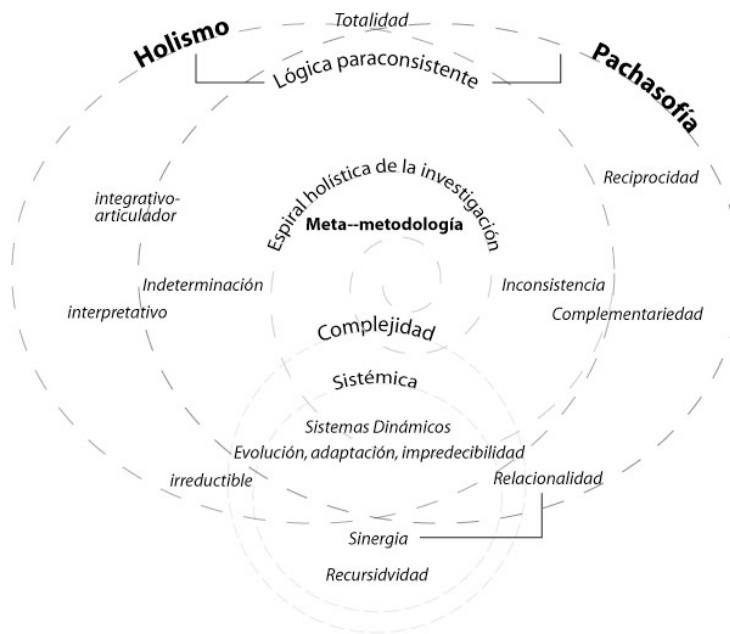 Totalidad
Holismo
Pachasofía
Lógica paraconsistente
Espiral holística de la investigación
Reciprocidad
integrativo-
articulador
Meta--metodología
Indeterminación
Inconsistencia
interpretativo
Complementariedad
Complejidad
Sistémica
Sistemas Dinámicos
Evolución, adaptación, impredecibilidad
irreductible
Relacionalidad
Sinergia
Recursidvidad